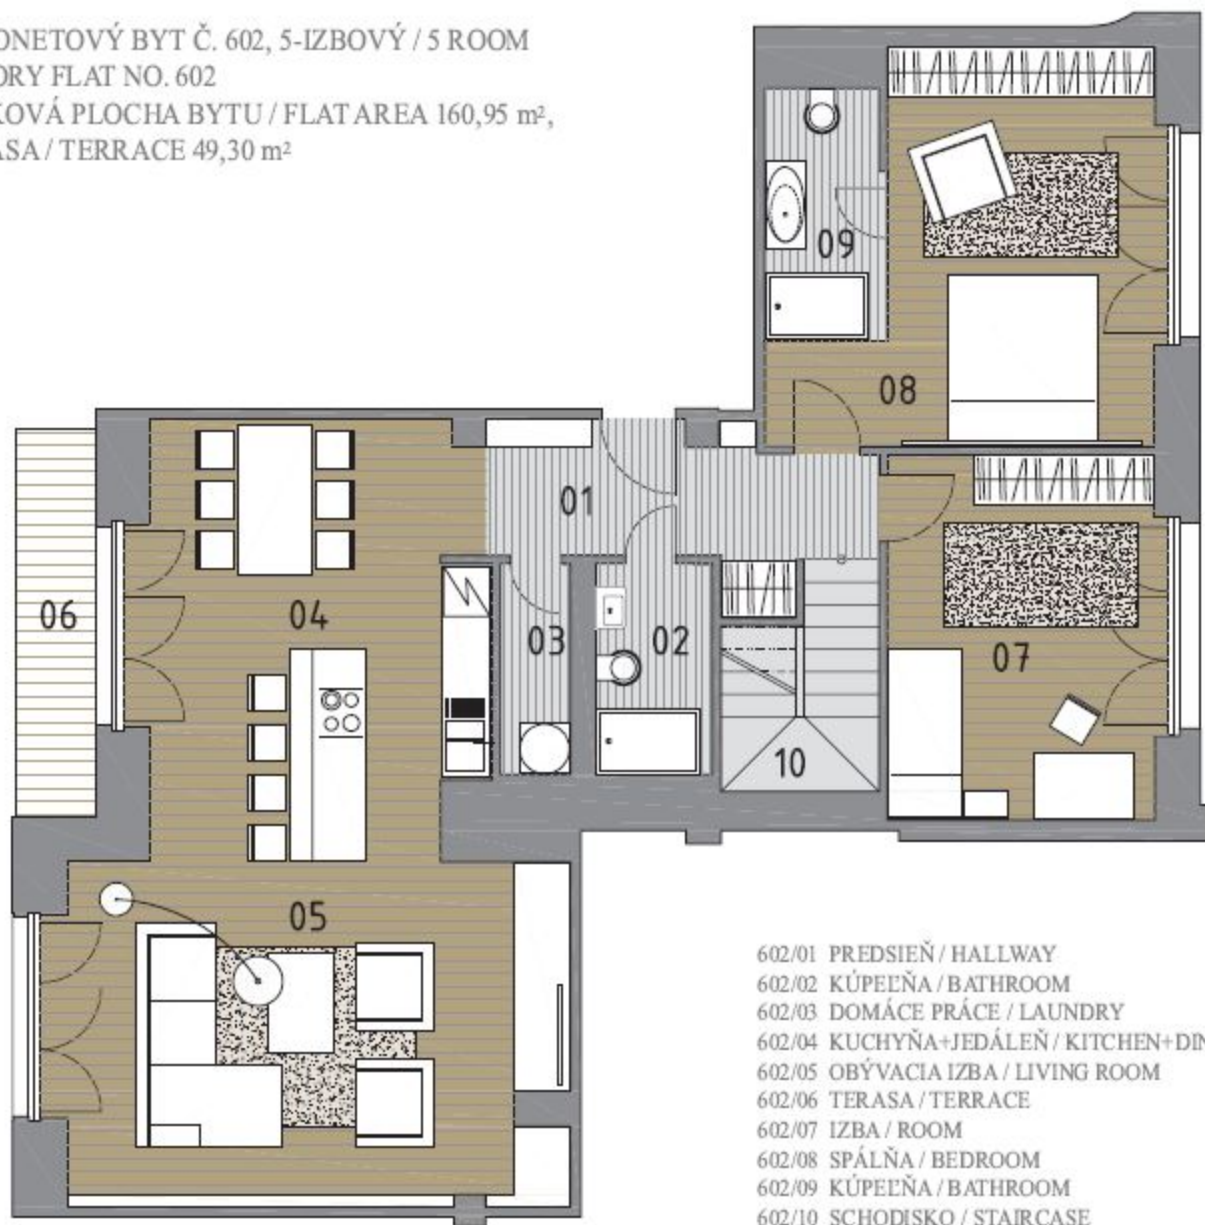 ONETOVÝ BYT Č. 602, 5-IZBOVÝ / 5 ROOM
ORY FLAT NO. 602
KOVÁ PLOCHA BYTU / FLAT AREA 160,95 m²,
ASA / TERRACE 49,30 m²
09
08
01
06
04
03
02
07
10
05
602/01 PREDSIEŇ / HALLWAY
602/02 KÚPEĽŇA / BATHROOM
602/03 DOMÁCE PRÁCE / LAUNDRY
602/04 KUCHYŇA+JEDÁLEŇ / KITCHEN+DIN
602/05 OBÝVACIA IZBA / LIVING ROOM
602/06 TERASA / TERRACE
602/07 IZBA / ROOM
602/08 SPÁLŇA / BEDROOM
602/09 KÚPEĽŇA / BATHROOM
602/10 SCHODISKO / STAIRCASE